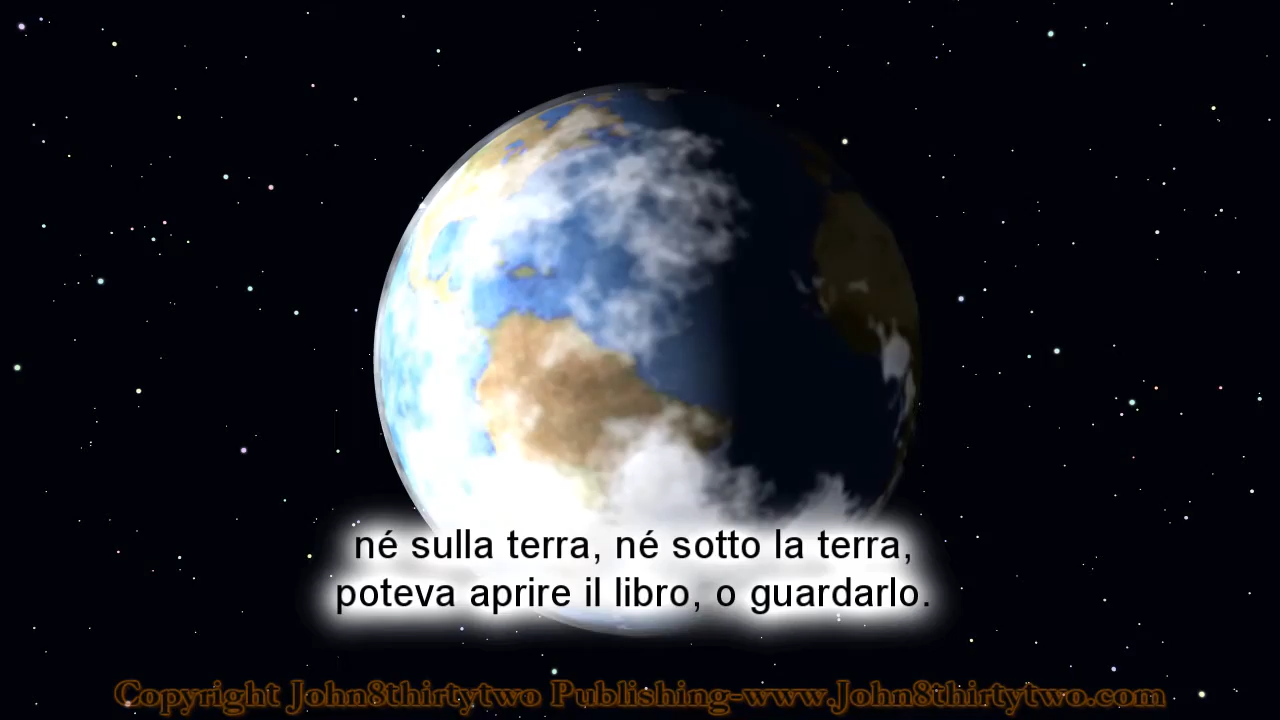 né sulla terra, né sotto la terra,
poteva aprire il libro, o guardarlo.
Copyright John8thirtytwo Publishing-www.John8thirtytwo.com